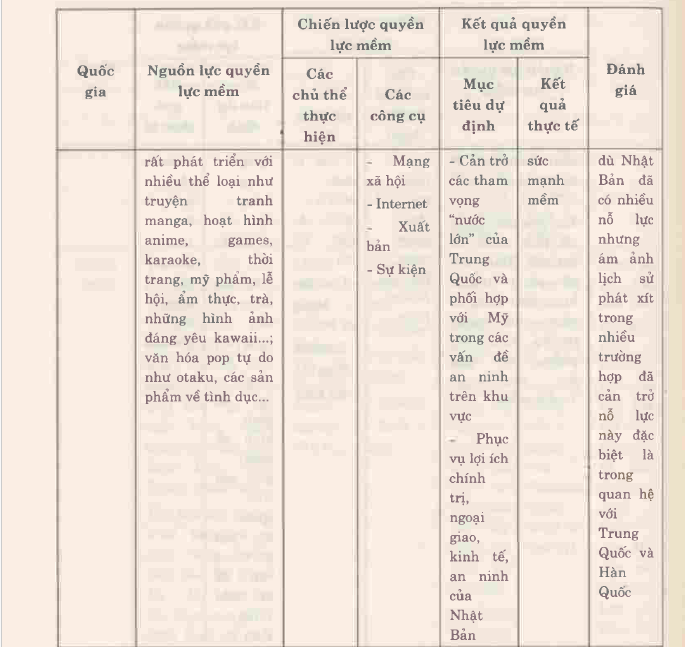 Quốc
gia
Nguồn lực quyền
lực mềm
Chiến lược quyền
lực mềm
Các
chủ thể
thực
hiện
Các
công cụ
Kết quả quyền
lực mềm
Mục
tiêu dự
định
Kết
quả
thực tế
Đánh
giá
rất phát triển với
nhiều thể loại như
truyện tranh
manga, hoạt hình
anime, games,
karaoke, thời
trang, mỹ phẩm, lễ
hội, ẩm thực, trà,
những hình ảnh
đáng yêu kawaii...;
văn hóa pop tự do
như otaku, các sản
phẩm về tình dục...
- Mạng
xã hội
- Internet
- Xuất
bản
- Sự kiện
- Cản trở
các tham
vọng
“nước
lớn” của
Trung
Quốc và
phối hợp
với Mỹ
trong các
vấn đề
an ninh
trên khu
vực
- Phục
vụ lợi ích
chính
trị,
ngoại
giao,
kinh tế,
an ninh
của
Nhật
Bản
sức
mạnh
mềm
dù Nhật
Bản đã
có nhiều
nỗ lực
nhưng
ám ảnh
lịch sử
phát xít
trong
nhiều
trường
hợp đã
cản trở
nỗ lực
này đặc
biệt là
trong
quan hệ
với
Trung
Quốc và
Hàn
Quốc